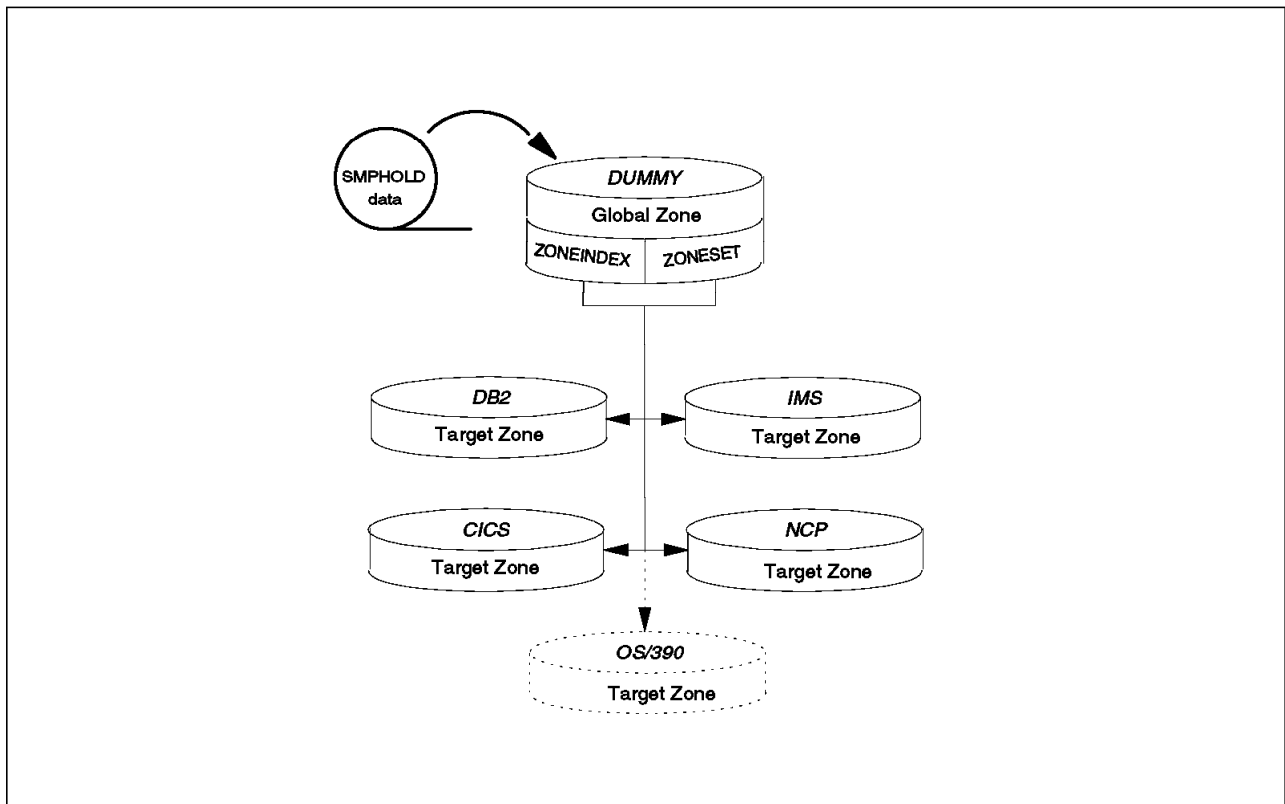 SMPHOLD
data
DUMMY
Global Zone
ZONEINDEX
ZONESET
DB2
Target Zone
IMS
Target Zone
CICS
Target Zone
NCP
Target Zone
OS/390
Target Zone